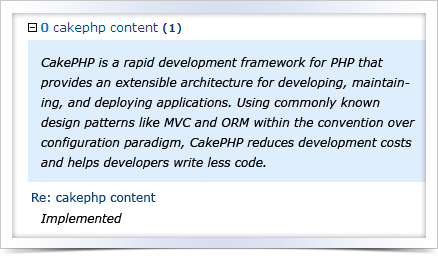 0 cakephp content (1)
CakePHP is a rapid development framework for PHP that
provides an extensible architecture for developing, maintain-
ing, and deploying applications. Using commonly known
design patterns like MVC and ORM within the convention over
configuration paradigm, CakePHP reduces development costs
and helps developers write less code.
Re: cakephp content
Implemented